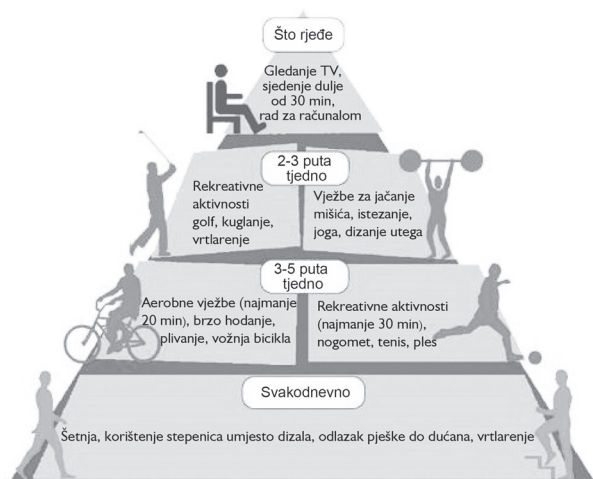 Što rjeđe
Gledanje TV,
sjedenje dulje
od 30 min,
rad za računalom
2-3 puta
tjedno
Rekreativne
aktivnosti
golf, kuglanje,
vrtlarenje
Vježbe za jačanje
mišića, istezanje,
joga, dizanje utega
3-5 puta
tjedno
Aerobne vježbe (najmanje
20 min), brzo hodanje,
plivanje, vožnja bicikla
Rekreativne aktivnosti
(najmanje 30 min),
nogomet, tenis, ples
Svakodnevno
Šetnja, korištenje stepenica umjesto dizala, odlazak pješke do dućana, vrtlarenje